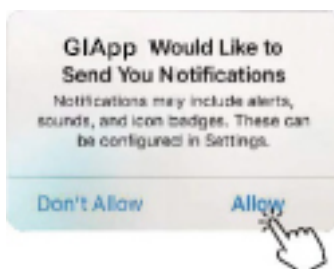 GIApp Would Like to
Send You Notifications
Notifications may include alerts,
sounds, and icon badges. These can
be configured in Settings.
Don't Allow
Allow